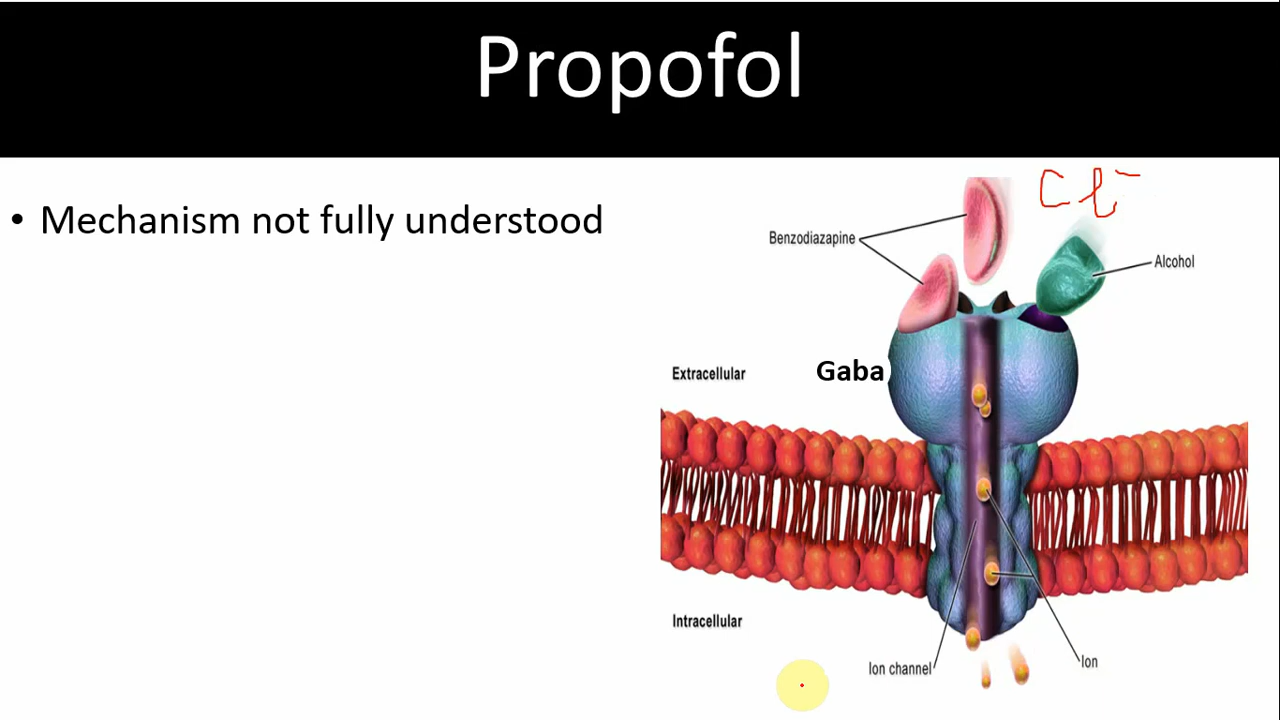 Propofol
• Mechanism not fully understood
Cl-
Benzodiazapine
Alcohol
Gaba
Extracellular
Intracellular
Ion channel
Ion